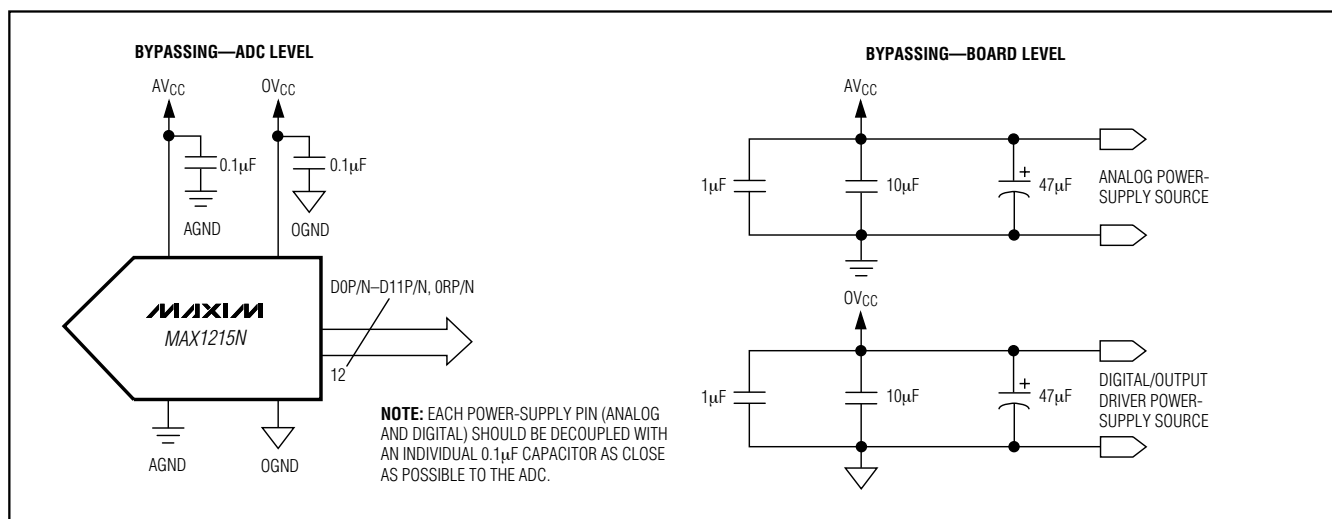 BYPASSING—ADC LEVEL
AVCC
OVCC
0.1µF
0.1µF
AGND
OGND
D0P/N–D11P/N, 0RP/N
MAXIM
MAX1215N
12
AGND
OGND
NOTE: EACH POWER-SUPPLY PIN (ANALOG
AND DIGITAL) SHOULD BE DECOUPLED WITH
AN INDIVIDUAL 0.1µF CAPACITOR AS CLOSE
AS POSSIBLE TO THE ADC.
BYPASSING—BOARD LEVEL
AVCC
1µF
10µF
+
47µF
ANALOG POWER-
SUPPLY SOURCE
OVCC
1µF
10µF
+
47µF
DIGITAL/OUTPUT
DRIVER POWER-
SUPPLY SOURCE